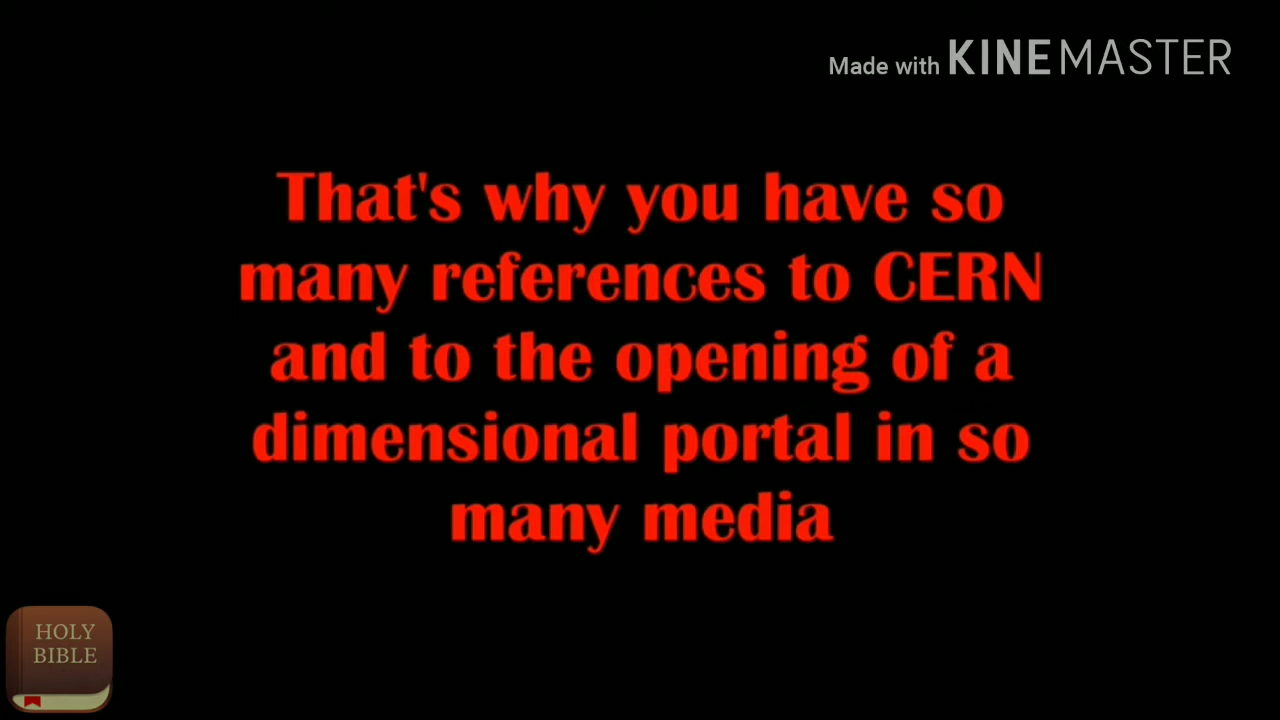 Made with KINEMASTER
That's why you have so
many references to CERN
and to the opening of a
dimensional portal in so
many media
HOLY
BIBLE